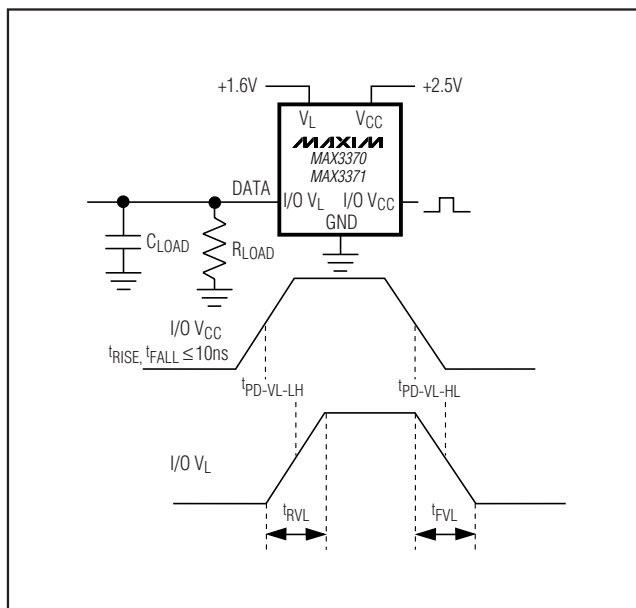 +1.6V
+2.5V
VL
VCC
MAXIM
MAX3370
MAX3371
DATA
I/O VL
I/O VCC
GND
CLOAD
RLOAD
I/O VCC
tRISE, tFALL ≤ 10ns
tPD-VL-LH
tPD-VL-HL
I/O VL
tRVL
tFVL